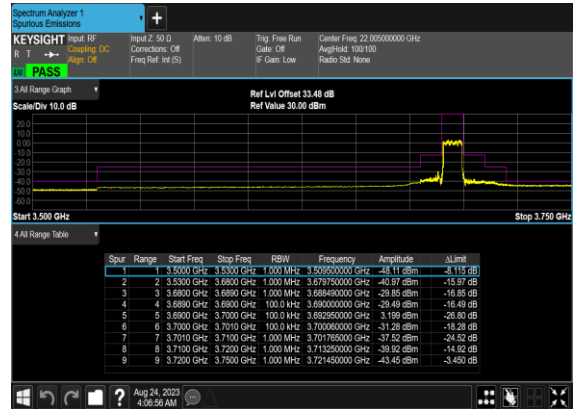 Spectrum Analyzer 1
Spurious Emissions
+
KEYSIGHT Input: RF
R T Coupling: DC
Align: Off
Input Z: 50 Ω
Corrections: Off
Freq Ref: Int (S)
Atten: 10 dB
Trig: Free Run
Gate: Off
IF Gain: Low
Center Freq: 22.005000000 GHz
Avg|Hold: 100/100
Radio Std: None
PASS
3 All Range Graph
Scale/Div 10.0 dB
Ref Lvl Offset 33.48 dB
Ref Value 30.00 dBm
20.0
10.0
0.00
-10.0
-20.0
-30.0
-40.0
-50.0
-60.0
Start 3.500 GHz Stop 3.750 GHz
4 All Range Table
Spur Range Start Freq Stop Freq RBW Frequency Amplitude ΔLimit
1 1 3.5000 GHz 3.5300 GHz 1.000 MHz 3.509500000 GHz -48.11 dBm -8.115 dB
2 2 3.5300 GHz 3.6800 GHz 1.000 MHz 3.679750000 GHz -40.97 dBm -15.97 dB
3 3 3.6800 GHz 3.6890 GHz 1.000 MHz 3.688490000 GHz -29.85 dBm -16.85 dB
4 4 3.6890 GHz 3.6900 GHz 100.0 kHz 3.690000000 GHz -29.49 dBm -16.49 dB
5 5 3.6900 GHz 3.7000 GHz 100.0 kHz 3.692950000 GHz 3.199 dBm -26.80 dB
6 6 3.7000 GHz 3.7010 GHz 100.0 kHz 3.700060000 GHz -31.28 dBm -18.28 dB
7 7 3.7010 GHz 3.7100 GHz 1.000 MHz 3.701765000 GHz -37.52 dBm -24.52 dB
8 8 3.7100 GHz 3.7200 GHz 1.000 MHz 3.713250000 GHz -39.92 dBm -14.92 dB
9 9 3.7200 GHz 3.7500 GHz 1.000 MHz 3.721450000 GHz -43.45 dBm -3.450 dB
?
Aug 24, 2023
4:06:56 AM